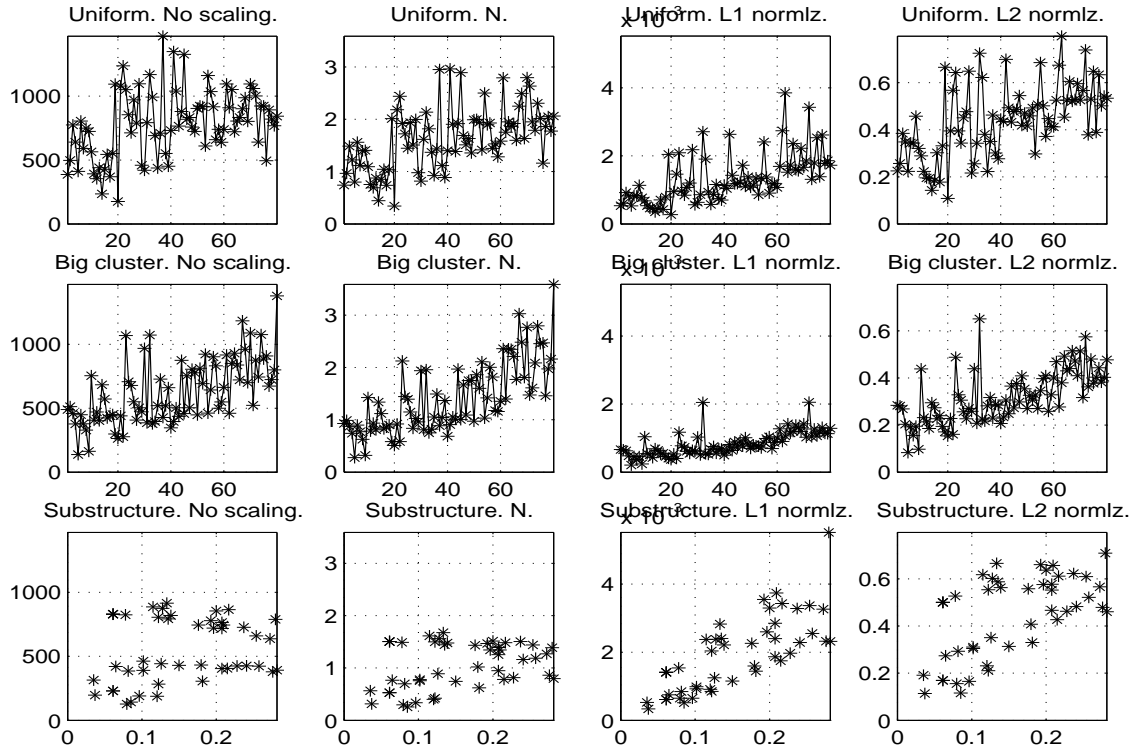 Uniform. No scaling.
Uniform. N.
Uniform. L1 normlz.
Uniform. L2 normlz.
x 10^-3
1000
500
0
3
2
1
0
4
2
0
0.6
0.4
0.2
0
20 40 60
20 40 60
20 40 60
20 40 60
Big cluster. No scaling.
Big cluster. N.
Big cluster. L1 normlz.
Big cluster. L2 normlz.
x 10^-3
1000
500
0
3
2
1
0
4
2
0
0.6
0.4
0.2
0
20 40 60
20 40 60
20 40 60
20 40 60
Substructure. No scaling.
Substructure. N.
Substructure. L1 normlz.
Substructure. L2 normlz.
x 10^-3
1000
500
0
3
2
1
0
4
2
0
0.6
0.4
0.2
0
0 0.1 0.2
0 0.1 0.2
0 0.1 0.2
0 0.1 0.2